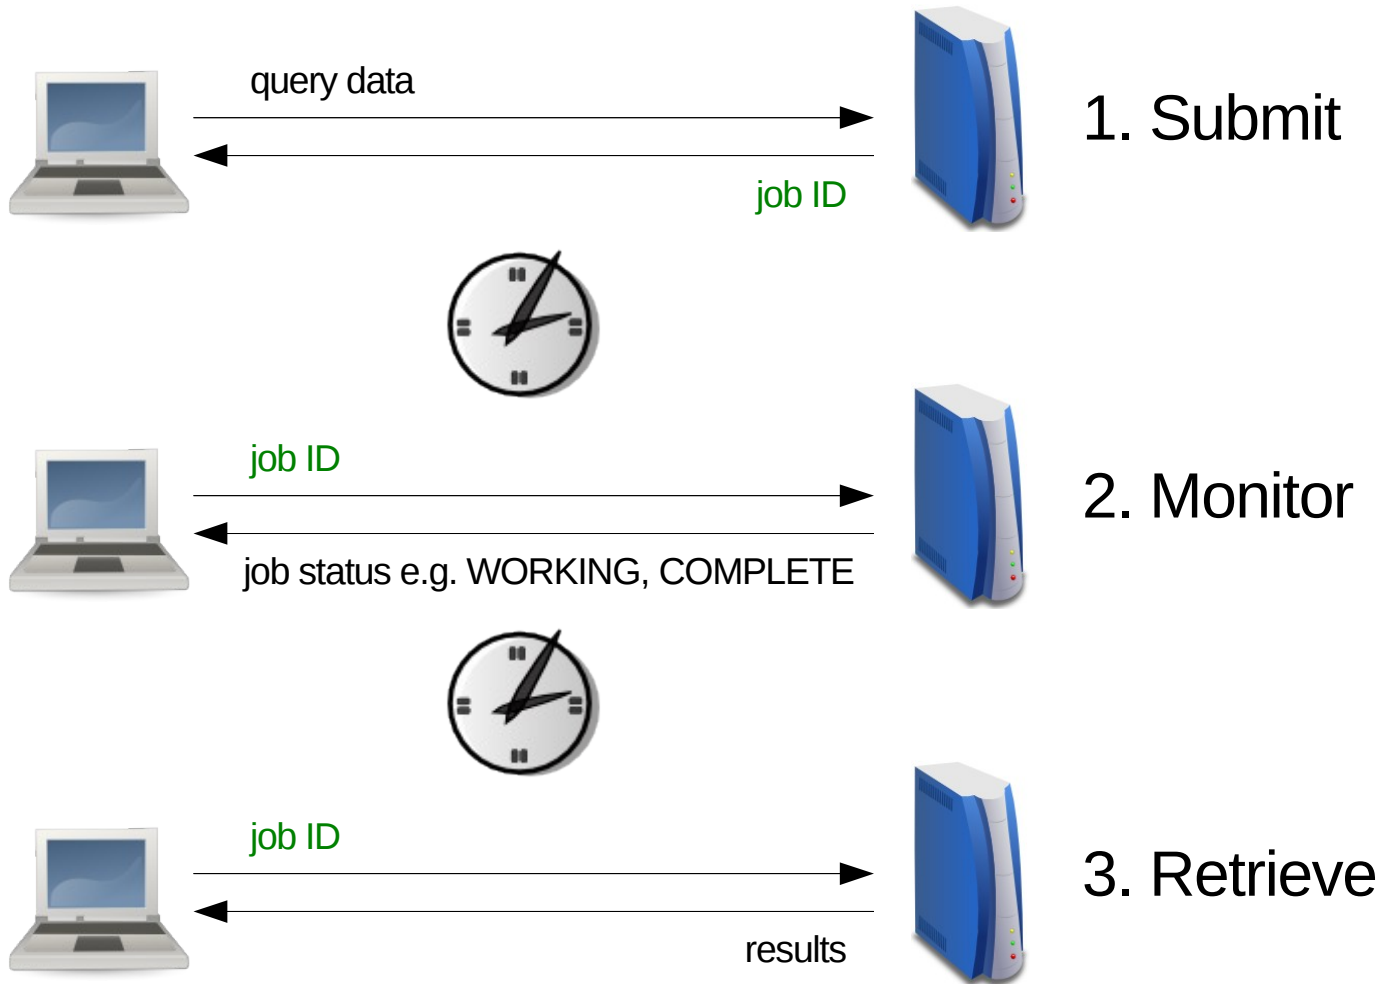 query data
1. Submit
job ID
job ID
2. Monitor
job status e.g. WORKING, COMPLETE
job ID
3. Retrieve
results